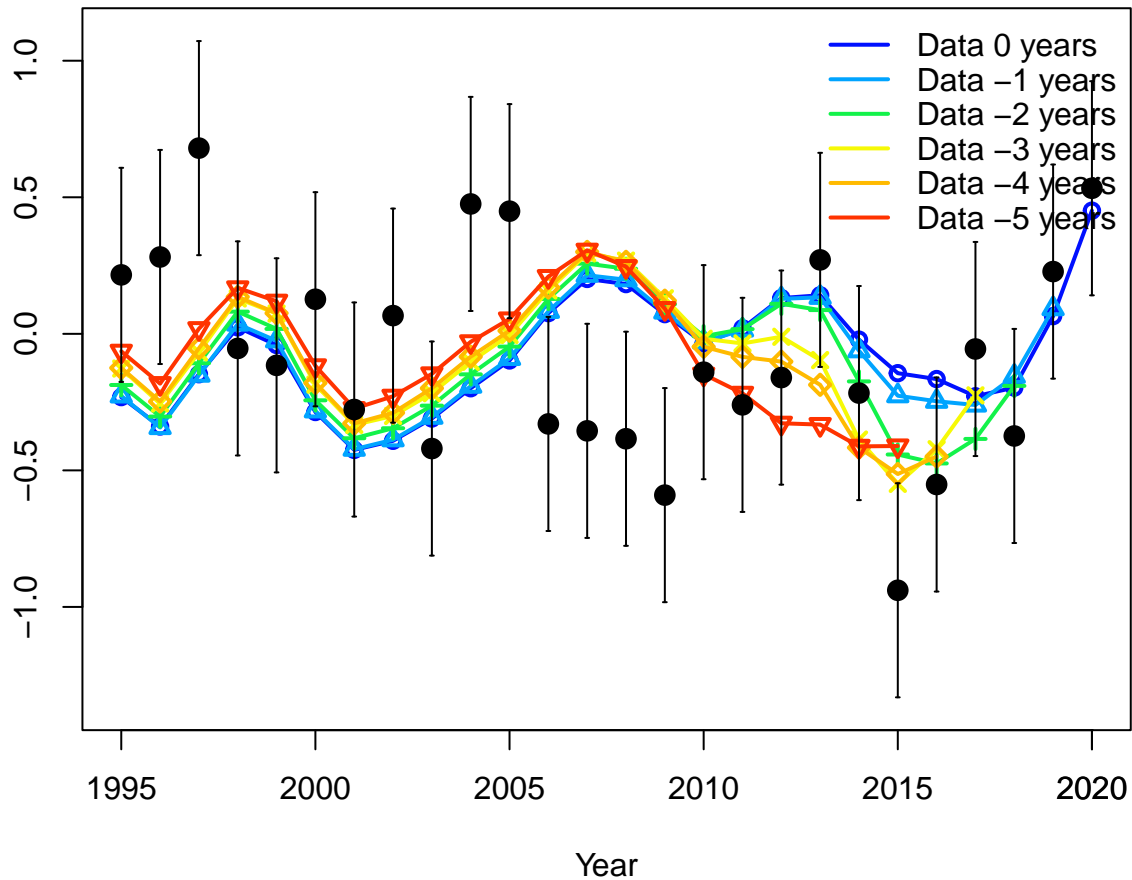 Data 0 years
Data −1 years
Data −2 years
Data −3 years
Data −4 years
Data −5 years
1.0
0.5
0.0
−0.5
−1.0
1995 2000 2005 2010 2015 2020
Year